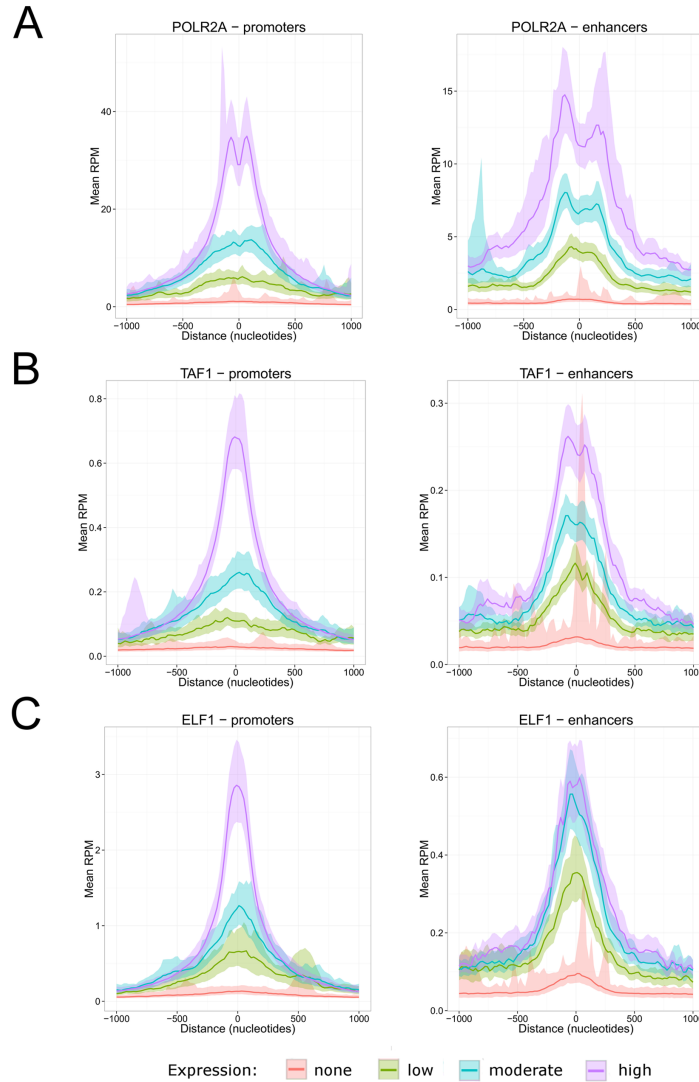 A
POLR2A − promoters
POLR2A − enhancers
Mean RPM
40
20
0
−1000 −500 0 500 1000
Distance (nucleotides)
Mean RPM
15
10
5
0
−1000 −500 0 500 1000
Distance (nucleotides)
B
TAF1 − promoters
TAF1 − enhancers
Mean RPM
0.8
0.6
0.4
0.2
0.0
−1000 −500 0 500 1000
Distance (nucleotides)
Mean RPM
0.3
0.2
0.1
0.0
−1000 −500 0 500 1000
Distance (nucleotides)
C
ELF1 − promoters
ELF1 − enhancers
Mean RPM
3
2
1
0
−1000 −500 0 500 1000
Distance (nucleotides)
Mean RPM
0.6
0.4
0.2
0.0
−1000 −500 0 500 1000
Distance (nucleotides)
Expression: none low moderate high